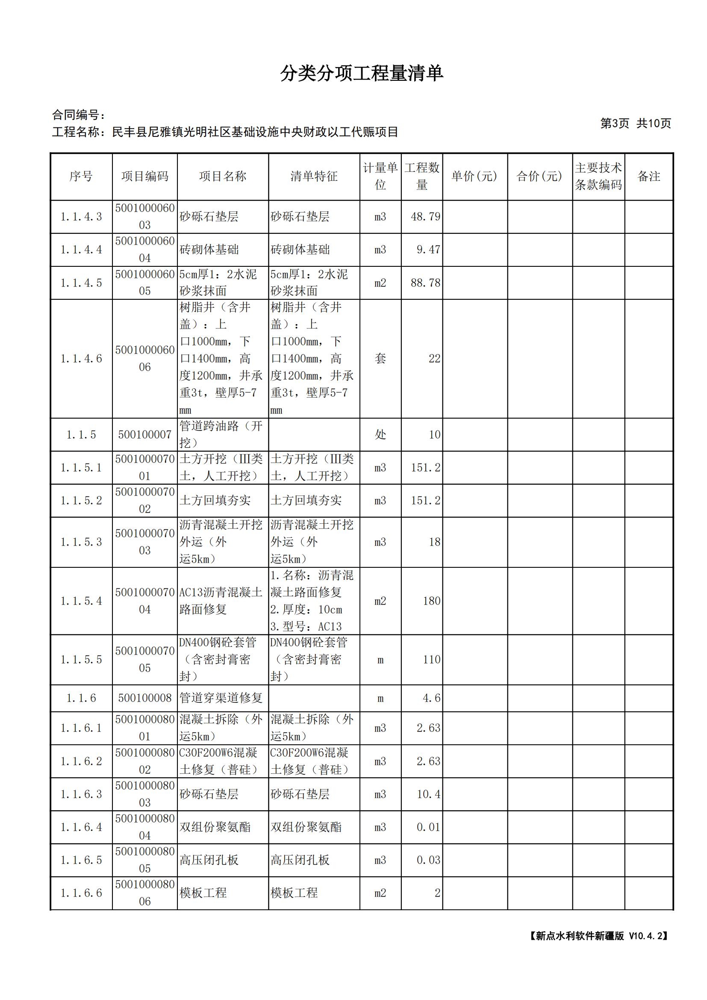 分类分项工程量清单
合同编号：
工程名称：民丰县尼雅镇光明社区基础设施中央财政以工代赈项目
第3页 共10页
序号 项目编码 项目名称 清单特征 计量单位 工程数量 单价(元) 合价(元) 主要技术条款编码 备注
1.1.4.3 500100006003 砂砾石垫层 砂砾石垫层 m3 48.79
1.1.4.4 500100006004 砖砌体基础 砖砌体基础 m3 9.47
1.1.4.5 500100006005 5cm厚1：2水泥砂浆抹面 5cm厚1：2水泥砂浆抹面 m2 88.78
1.1.4.6 500100006006 树脂井（含井盖）：上口1000mm，下口1400mm，高度1200mm，井承重3t，壁厚5-7mm 树脂井（含井盖）：上口1000mm，下口1400mm，高度1200mm，井承重3t，壁厚5-7mm 套 22
1.1.5 500100007 管道跨油路（开挖） 处 10
1.1.5.1 500100007001 土方开挖（Ⅲ类土，人工开挖） 土方开挖（Ⅲ类土，人工开挖） m3 151.2
1.1.5.2 500100007002 土方回填夯实 土方回填夯实 m3 151.2
1.1.5.3 500100007003 沥青混凝土开挖外运（外运5km） 沥青混凝土开挖外运（外运5km） m3 18
1.1.5.4 500100007004 AC13沥青混凝土路面修复 1.名称：沥青混凝土路面修复 2.厚度：10cm 3.型号：AC13 m2 180
1.1.5.5 500100007005 DN400钢砼套管（含密封膏密封） DN400钢砼套管（含密封膏密封） m 110
1.1.6 500100008 管道穿渠道修复 m 4.6
1.1.6.1 500100008001 混凝土拆除（外运5km） 混凝土拆除（外运5km） m3 2.63
1.1.6.2 500100008002 C30F200W6混凝土修复（普硅） C30F200W6混凝土修复（普硅） m3 2.63
1.1.6.3 500100008003 砂砾石垫层 砂砾石垫层 m3 10.4
1.1.6.4 500100008004 双组份聚氨酯 双组份聚氨酯 m3 0.01
1.1.6.5 500100008005 高压闭孔板 高压闭孔板 m3 0.03
1.1.6.6 500100008006 模板工程 模板工程 m2 2
【新点水利软件新疆版 V10.4.2】